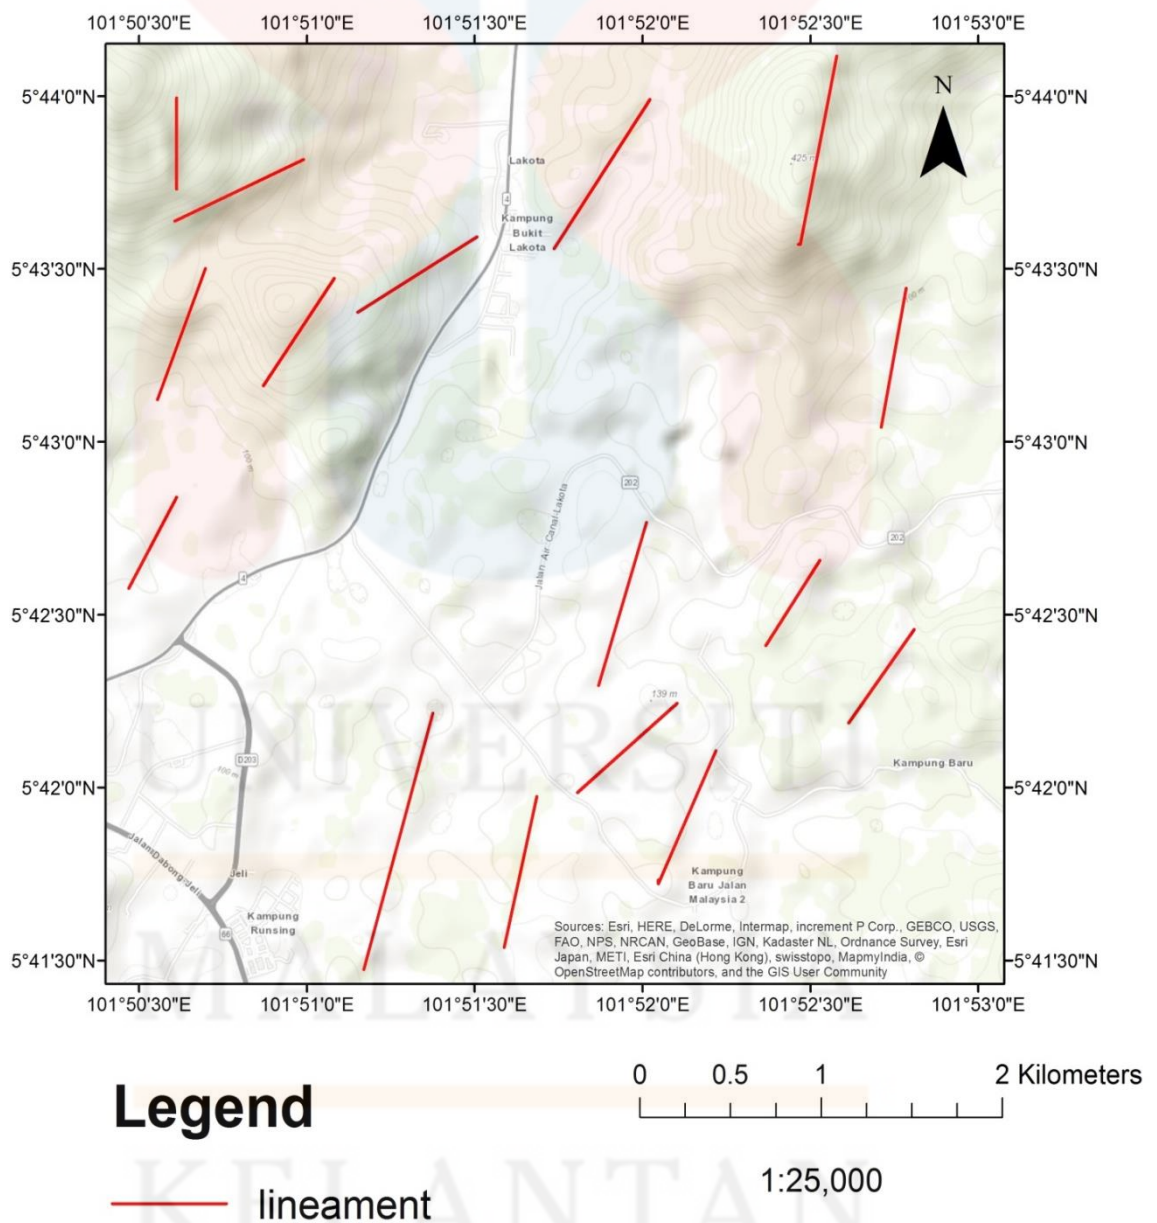 101°50'30"E 101°51'0"E 101°51'30"E 101°52'0"E 101°52'30"E 101°53'0"E
5°44'0"N 5°44'0"N
N
425 m
Lakota
4
Kampung
Bukit
Lakota
5°43'30"N 5°43'30"N
100 m
5°43'0"N 5°43'0"N
100 m
202
Jalan Air Canal-Lakota
202
4
5°42'30"N 5°42'30"N
139 m
UNIVERSITI
D203
100 m
Kampung Baru
5°42'0"N 5°42'0"N
Jalan Dabong-Jeli
Jeli
Kampung
Baru Jalan
Malaysia 2
Kampung
Runsing
66
MALAYSIA
Sources: Esri, HERE, DeLorme, Intermap, increment P Corp., GEBCO, USGS,
FAO, NPS, NRCAN, GeoBase, IGN, Kadaster NL, Ordnance Survey, Esri
Japan, METI, Esri China (Hong Kong), swisstopo, MapmyIndia, ©
OpenStreetMap contributors, and the GIS User Community
5°41'30"N 5°41'30"N
101°50'30"E 101°51'0"E 101°51'30"E 101°52'0"E 101°52'30"E 101°53'0"E
0 0.5 1 2 Kilometers
Legend
1:25,000
KELANTAN
lineament